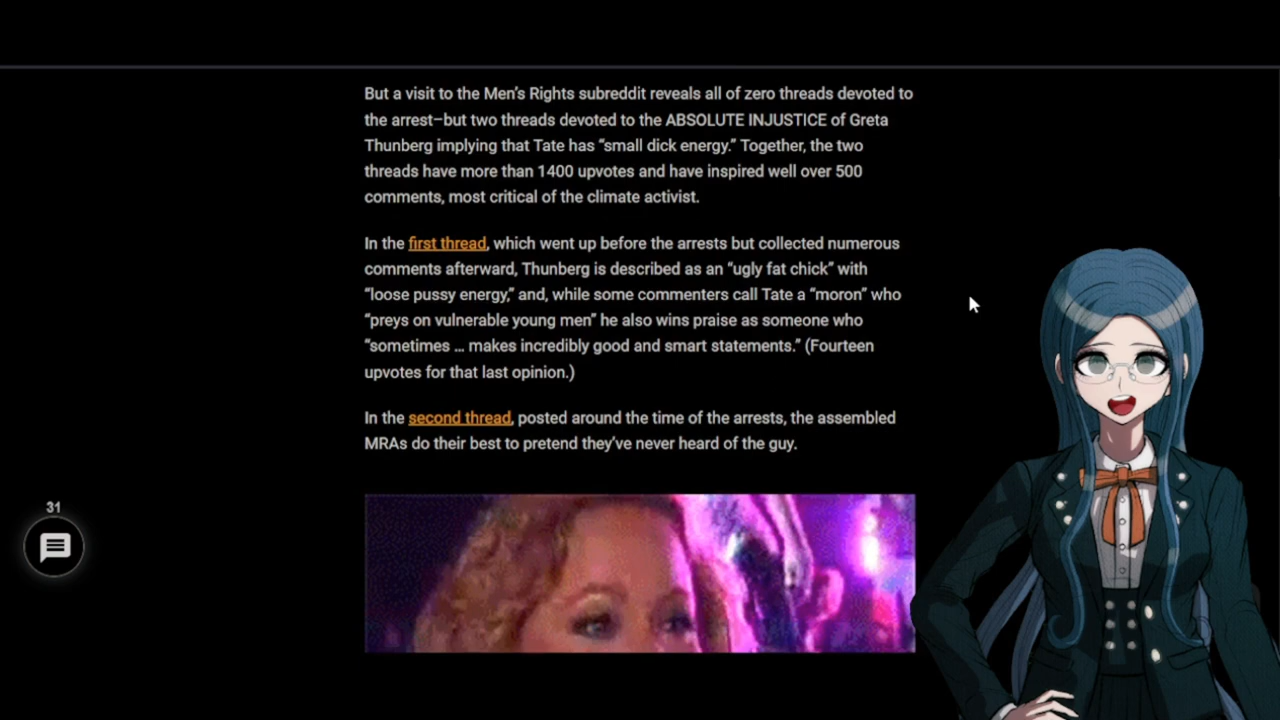 But a visit to the Men's Rights subreddit reveals all of zero threads devoted to
the arrest–but two threads devoted to the ABSOLUTE INJUSTICE of Greta
Thunberg implying that Tate has “small dick energy.” Together, the two
threads have more than 1400 upvotes and have inspired well over 500
comments, most critical of the climate activist.
In the first thread, which went up before the arrests but collected numerous
comments afterward, Thunberg is described as an “ugly fat chick” with
“loose pussy energy,” and, while some commenters call Tate a “moron” who
“preys on vulnerable young men” he also wins praise as someone who
“sometimes … makes incredibly good and smart statements.” (Fourteen
upvotes for that last opinion.)
In the second thread, posted around the time of the arrests, the assembled
MRAs do their best to pretend they've never heard of the guy.
31